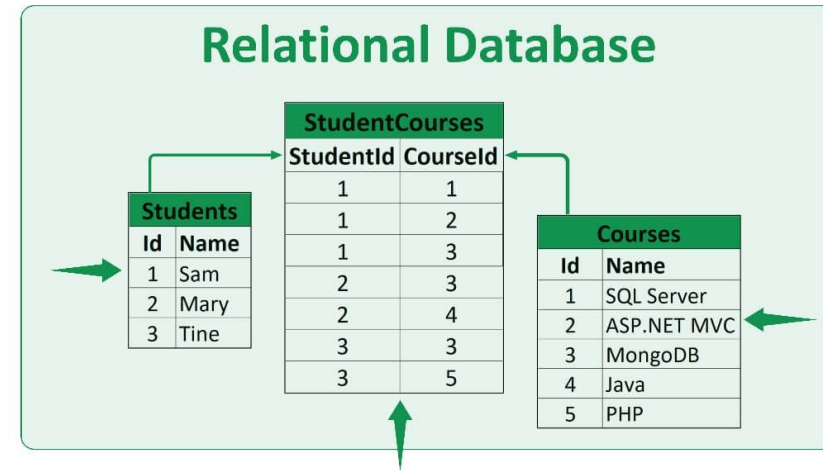 Relational Database
StudentCourses
StudentId CourseId
1 1
1 2
1 3
2 3
2 4
3 3
3 5
Students
Id Name
1 Sam
2 Mary
3 Tine
Courses
Id Name
1 SQL Server
2 ASP.NET MVC
3 MongoDB
4 Java
5 PHP